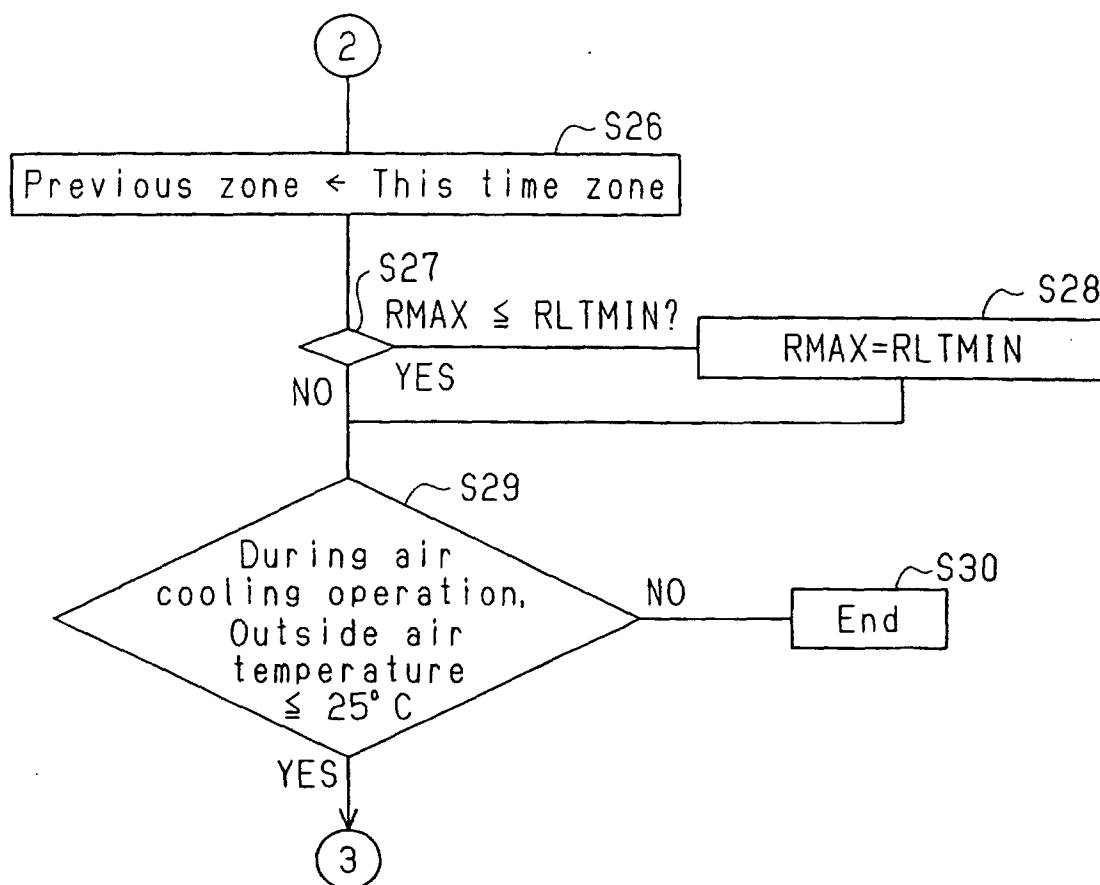 2
S26
Previous zone ← This time zone
S27
RMAX ≦ RLTMIN?
S28
RMAX=RLTMIN
YES
NO
S29
During air
cooling operation,
Outside air
temperature
≦ 25°C
NO
S30
End
YES
3